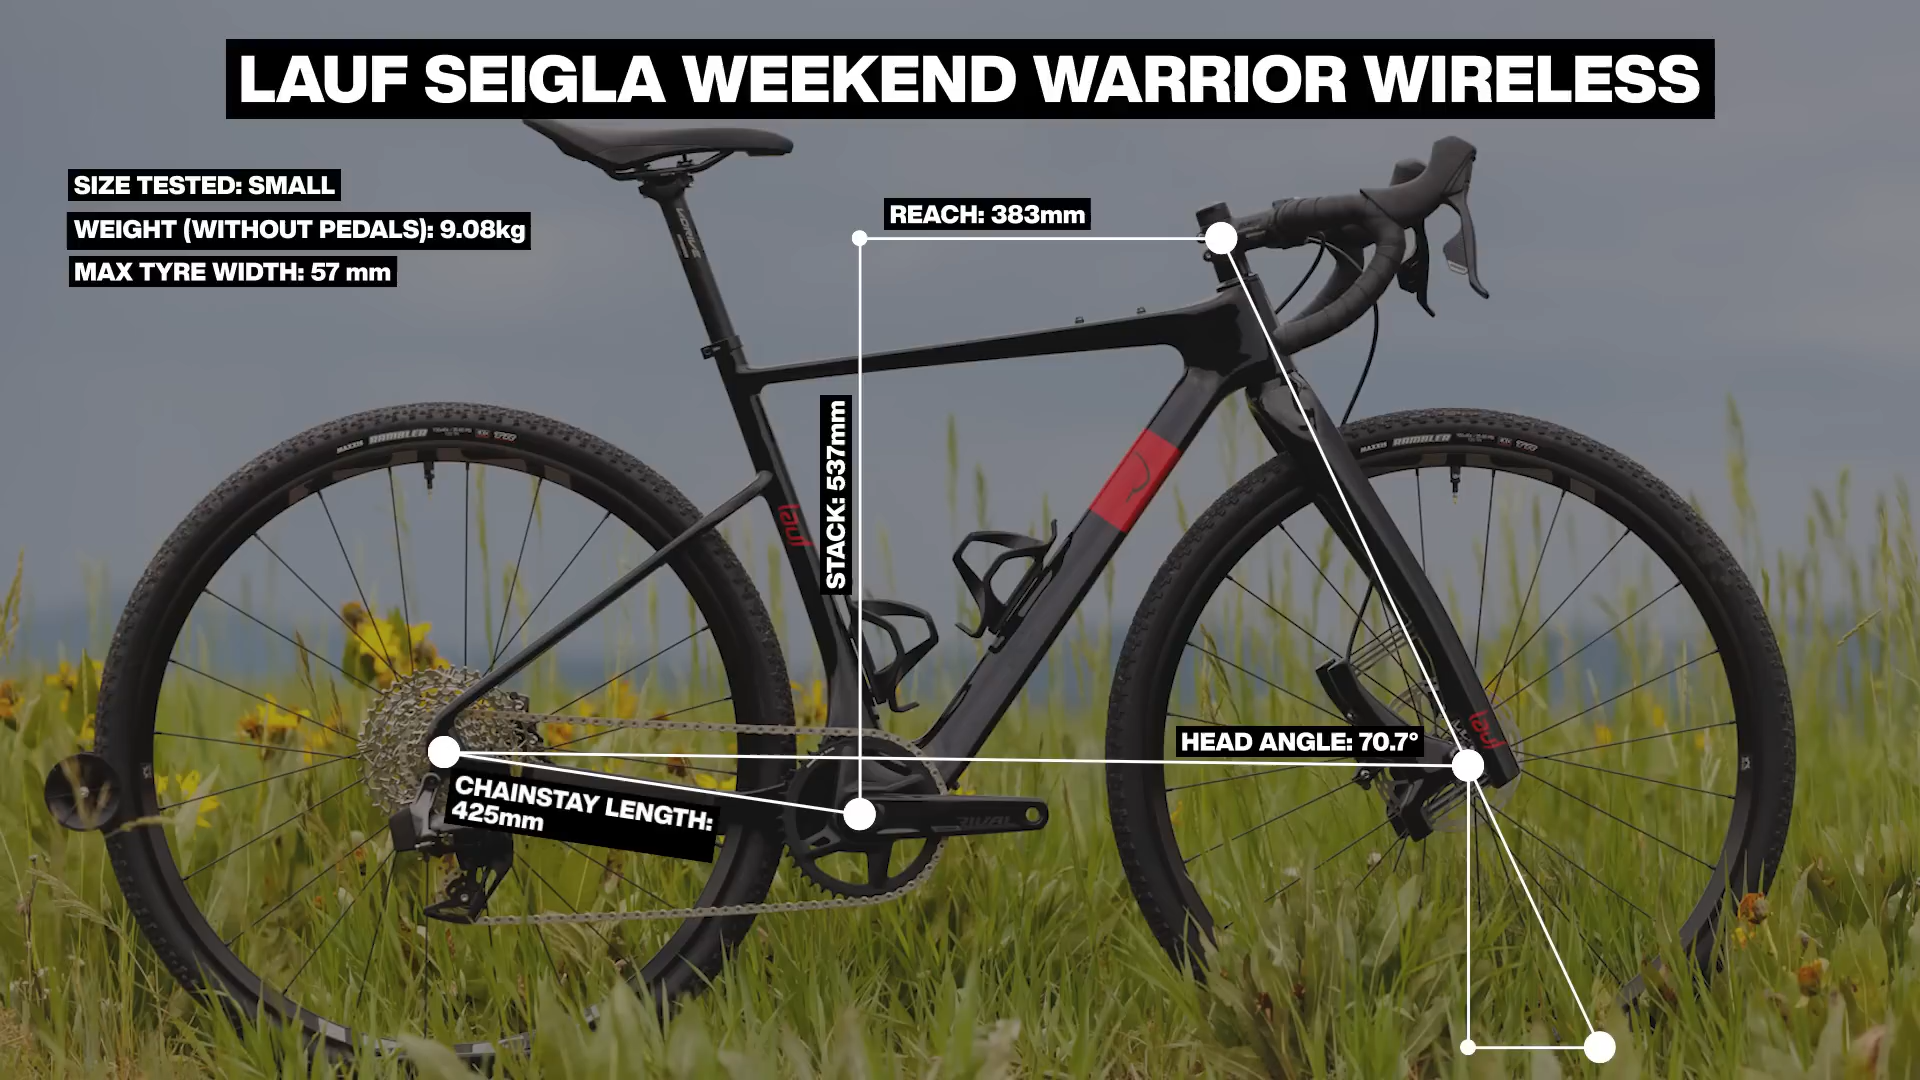 LAUF SEIGLA WEEKEND WARRIOR WIRELESS
SIZE TESTED: SMALL
WEIGHT (WITHOUT PEDALS): 9.08kg
MAX TYRE WIDTH: 57 mm
REACH: 383mm
STACK: 537mm
MAXXIS RAMBLER
MAXXIS RAMBLER
lauf
HEAD ANGLE: 70.7°
lauf
CHAINSTAY LENGTH:
425mm
RIVAL